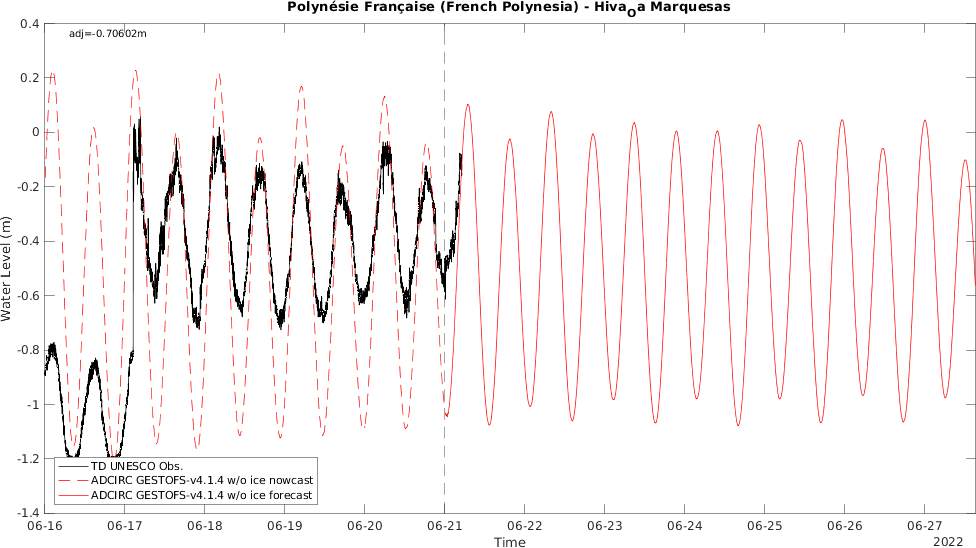 Polynésie Française (French Polynesia) - Hiva_Oa Marquesas
adj=-0.70602m
0.4
0.2
0
-0.2
-0.4
-0.6
-0.8
-1
-1.2
-1.4
Water Level (m)
TD UNESCO Obs.
ADCIRC GESTOFS-v4.1.4 w/o ice nowcast
ADCIRC GESTOFS-v4.1.4 w/o ice forecast
06-16 06-17 06-18 06-19 06-20 06-21 06-22 06-23 06-24 06-25 06-26 06-27
Time
2022